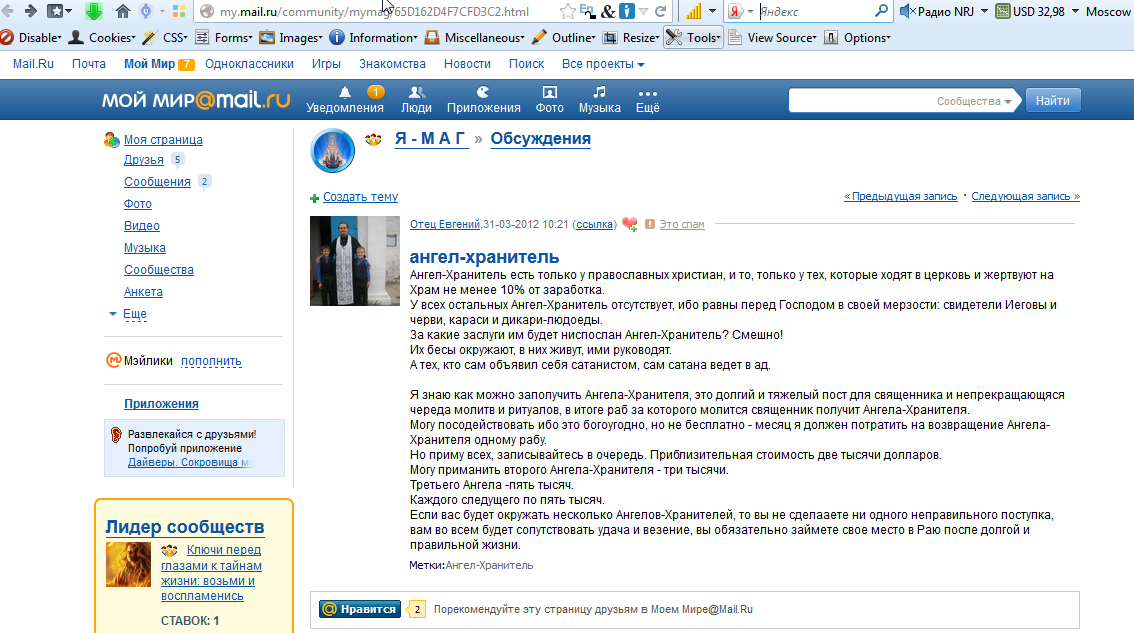 my.mail.ru/community/mymag/65D162D4F7CFD3C2.html
Яндекс
Радио NRJ
USD 32,98
Moscow
Disable
Cookies
CSS
Forms
Images
Information
Miscellaneous
Outline
Resize
Tools
View Source
Options
Mail.Ru Почта Мой Мир 7 Одноклассники Игры Знакомства Новости Поиск Все проекты
МОЙ МИР@mail.ru
1
Уведомления Люди Приложения Фото Музыка Ещё
Сообщества
Найти
Моя страница
Друзья 5
Сообщения 2
Фото
Видео
Музыка
Сообщества
Анкета
Еще
Мэйлики пополнить
Приложения
Развлекайся с друзьями!
Попробуй приложение
Дайверы. Сокровища
Лидер сообществ
Ключи перед
глазами к тайнам
жизни: возьми и
воспламенись
СТАВОК: 1
Я - М А Г » Обсуждения
Создать тему
«Предыдущая запись · Следующая запись »
Отец Евгений,31-03-2012 10:21 (ссылка) Это спам
ангел-хранитель
Ангел-Хранитель есть только у православных христиан, и то, только у тех, которые ходят в церковь и жертвуют на
Храм не менее 10% от заработка.
У всех остальных Ангел-Хранитель отсутствует, ибо равны перед Господом в своей мерзости: свидетели Иеговы и
черви, караси и дикари-людоеды.
За какие заслуги им будет ниспослан Ангел-Хранитель? Смешно!
Их бесы окружают, в них живут, ими руководят.
А тех, кто сам объявил себя сатанистом, сам сатана ведет в ад.
Я знаю как можно заполучить Ангела-Хранителя, это долгий и тяжелый пост для священника и непрекращающяся
череда молитв и ритуалов, в итоге раб за которого молится священник получит Ангела-Хранителя.
Могу посодействовать ибо это богоугодно, но не бесплатно - месяц я должен потратить на возвращение Ангела-
Хранителя одному рабу.
Но приму всех, записывайтесь в очередь. Приблизительная стоимость две тысячи долларов.
Могу приманить второго Ангела-Хранителя - три тысячи.
Третьего Ангела -пять тысяч.
Каждого следущего по пять тысяч.
Если вас будет окружать несколько Ангелов-Хранителей, то вы не сделааете ни одного неправильного поступка,
вам во всем будет сопутствовать удача и везение, вы обязательно займете свое место в Раю после долгой и
правильной жизни.
Метки:Ангел-Хранитель
Нравится 2 Порекомендуйте эту страницу друзьям в Моем Мире@Mail.Ru